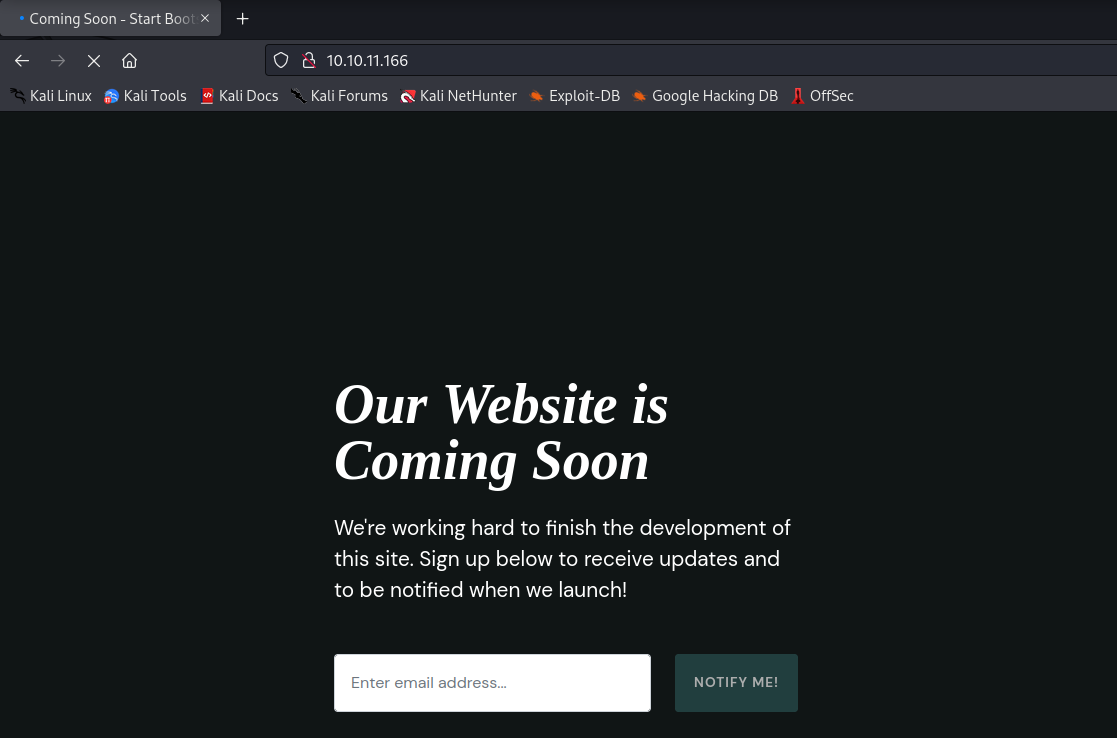 Coming Soon - Start Boot
10.10.11.166
Kali Linux Kali Tools Kali Docs Kali Forums Kali NetHunter Exploit-DB Google Hacking DB OffSec
Our Website is
Coming Soon
We're working hard to finish the development of
this site. Sign up below to receive updates and
to be notified when we launch!
Enter email address... NOTIFY ME!